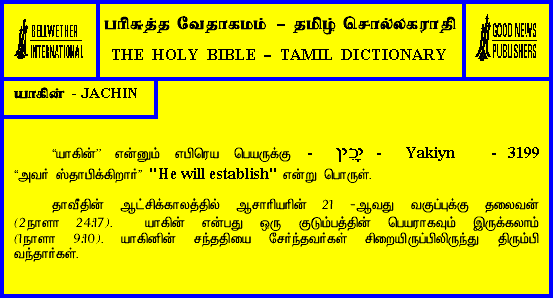 BELLWETHER
INTERNATIONAL
பரிசுத்த வேதாகமம் – தமிழ் சொல்லகராதி
THE HOLY BIBLE – TAMIL DICTIONARY
GOOD NEWS
PUBLISHERS
யாகீன் - JACHIN
“யாகீன்” என்னும் எபிரெய பெயருக்கு - יָכִין - Yakiyn - 3199
“அவர் ஸ்தாபிக்கிறார்” "He will establish" என்று பொருள்.
தாவீதின் ஆட்சிக்காலத்தில் ஆசாரியரின் 21 -ஆவது வகுப்புக்கு தலைவன்
(2நாளா 24:17). யாகீன் என்பது ஒரு குடும்பத்தின் பெயராகவும் இருக்கலாம்
(1நாளா 9:10). யாகீனின் சந்ததியை சேர்ந்தவர்கள் சிறையிருப்பிலிருந்து திரும்பி
வந்தார்கள்.